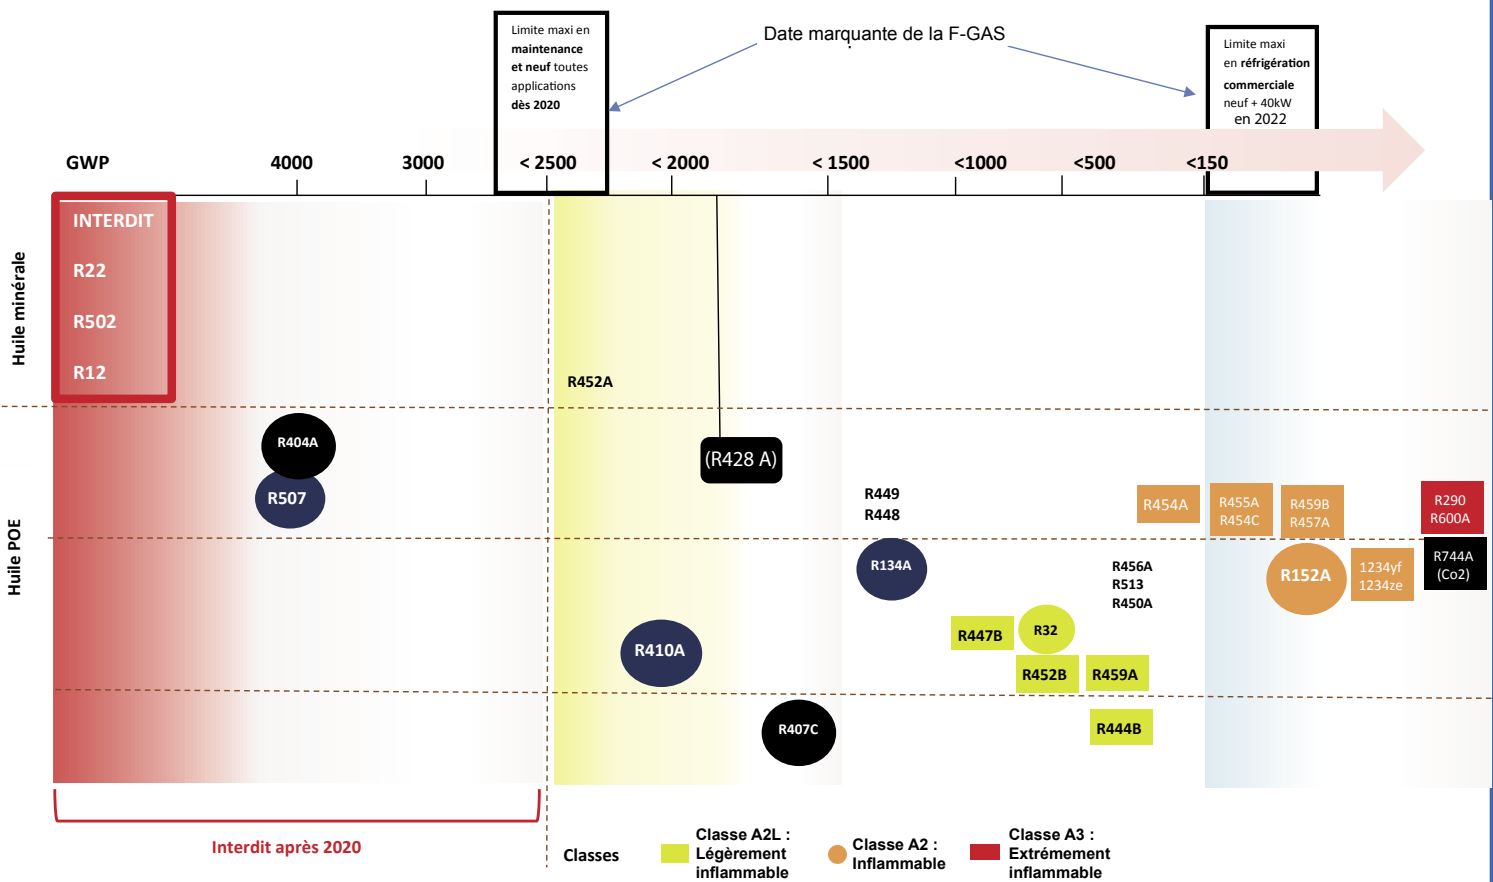 Date marquante de la F-GAS
Limite maxi en
maintenance
et neuf toutes
applications
dès 2020
Limite maxi
en réfrigération
commerciale
neuf + 40kW
en 2022
GWP
4000
3000
< 2500
< 2000
< 1500
<1000
<500
<150
Huile minérale
INTERDIT
R22
R502
R12
R452A
Huile POE
R404A
R507
(R428 A)
R449
R448
R454A
R455A
R454C
R459B
R457A
R290
R600A
R134A
R456A
R513
R450A
R152A
1234yf
1234ze
R744A
(Co2)
R410A
R447B
R32
R452B
R459A
R407C
R444B
Interdit après 2020
Classes
Classe A2L :
Légèrement
inflammable
Classe A2 :
Inflammable
Classe A3 :
Extrémement
inflammable